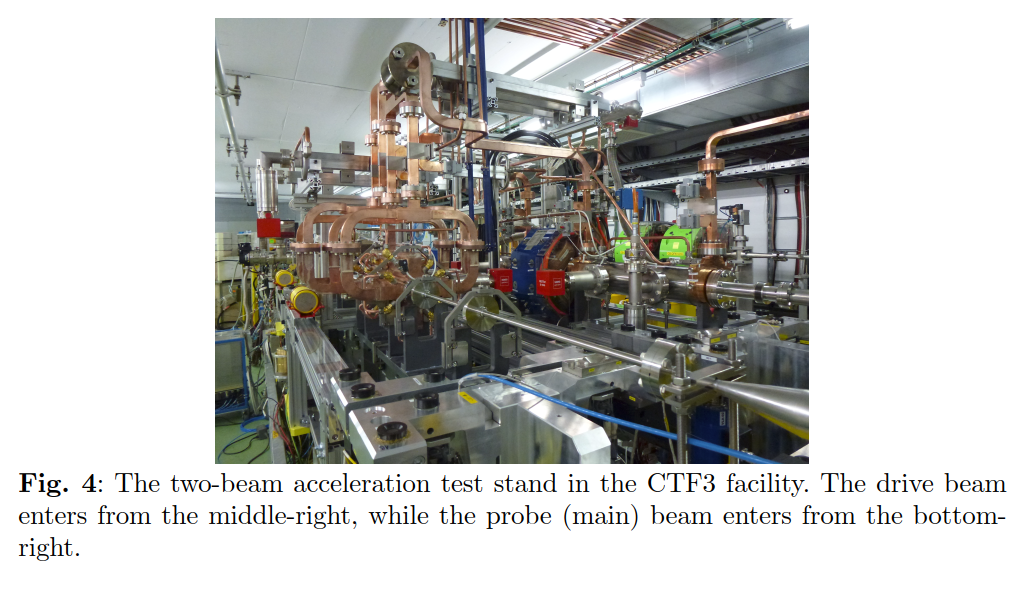 Fig. 4: The two-beam acceleration test stand in the CTF3 facility. The drive beam
enters from the middle-right, while the probe (main) beam enters from the bottom-
right.